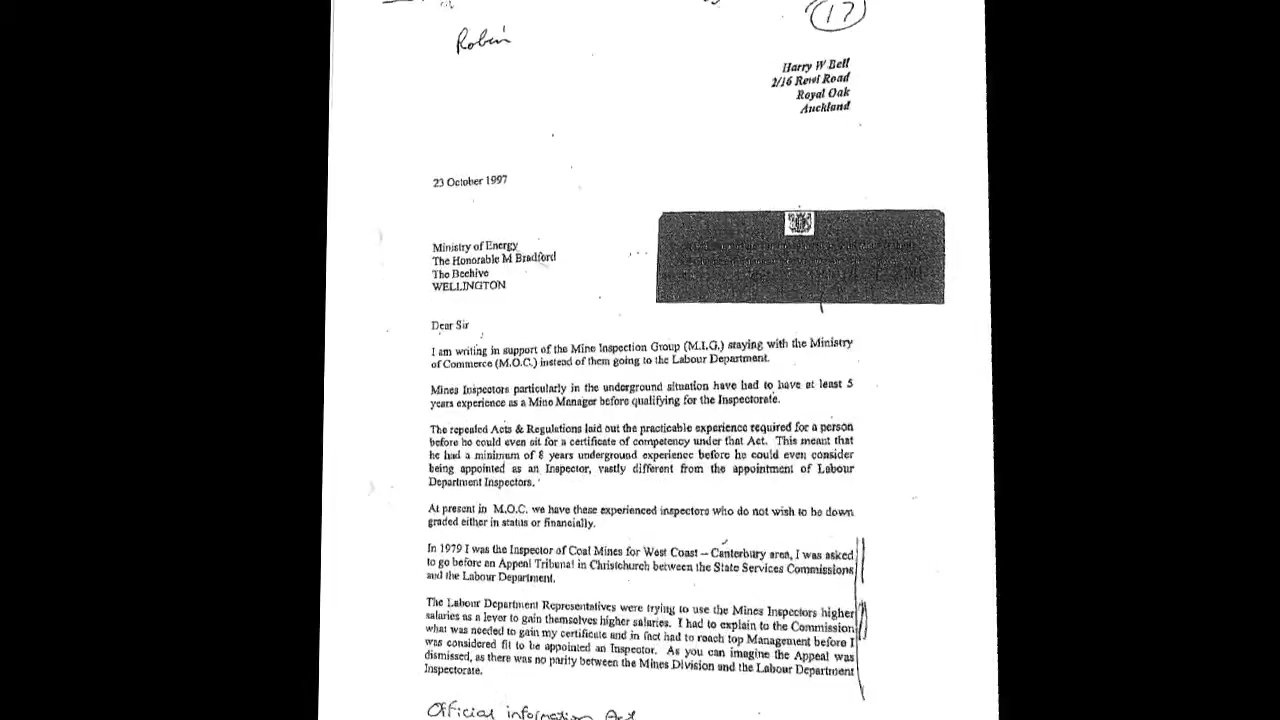 17
Robin
Harry W Bell
2/16 Rewi Road
Royal Oak
Auckland
23 October 1997
Ministry of Energy
The Honorable M Bradford
The Beehive
WELLINGTON
Dear Sir
I am writing in support of the Mine Inspection Group (M.I.G.) staying with the Ministry
of Commerce (M.O.C.) instead of them going to the Labour Department.
Mines Inspectors particularly in the underground situation have had to have at least 5
years experience as a Mine Manager before qualifying for the Inspectorate.
The repealed Acts & Regulations laid out the practicable experience required for a person
before he could even sit for a certificate of competency under that Act. This meant that
he had a minimum of 8 years underground experience before he could even consider
being appointed as an Inspector, vastly different from the appointment of Labour
Department Inspectors.
At present in M.O.C. we have these experienced inspectors who do not wish to be down
graded either in status or financially.
In 1979 I was the Inspector of Coal Mines for West Coast – Canterbury area, I was asked
to go before an Appeal Tribunal in Christchurch between the State Services Commissions
and the Labour Department.
The Labour Department Representatives were trying to use the Mines Inspectors higher
salaries as a lever to gain themselves higher salaries. I had to explain to the Commission
what was needed to gain my certificate and in fact had to reach top Management before I
was considered fit to be appointed an Inspector. As you can imagine the Appeal was
dismissed, as there was no parity between the Mines Division and the Labour Department
Inspectorate.
Official information Act